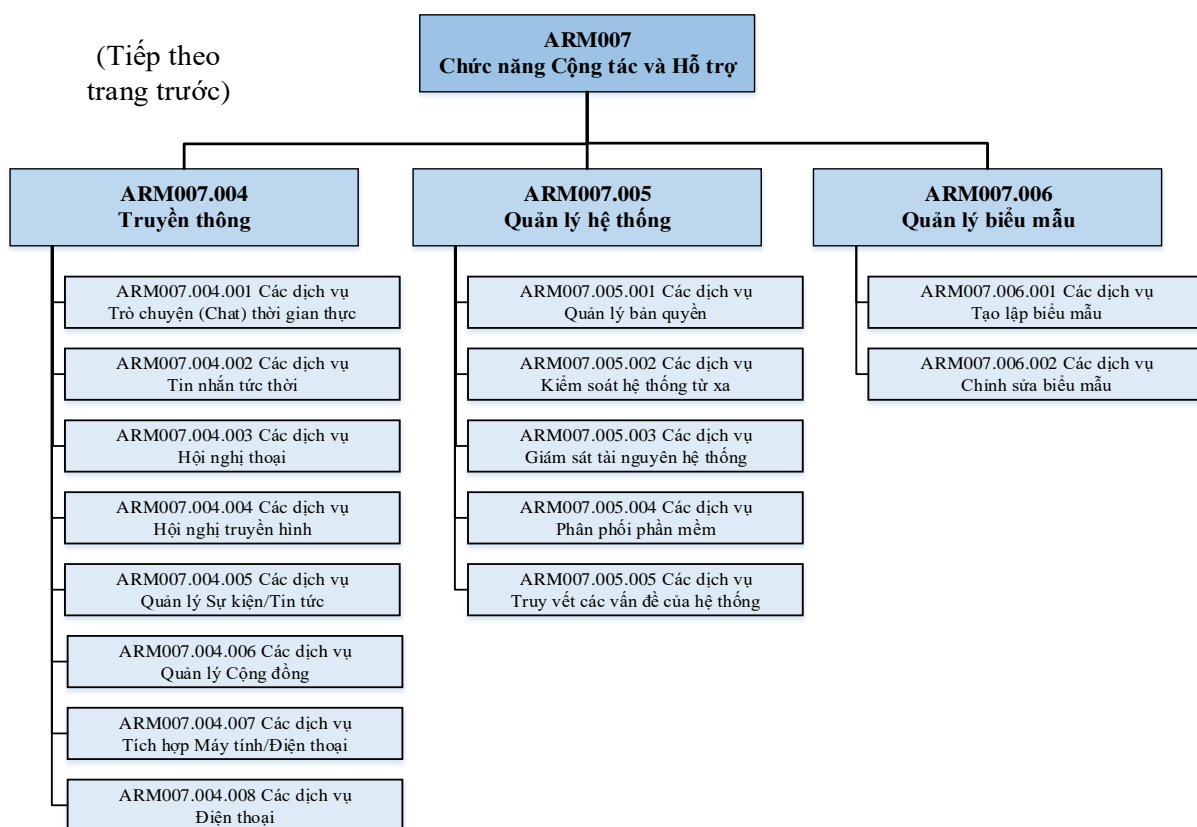 (Tiếp theo
trang trước)
ARM007
Chức năng Cộng tác và Hỗ trợ
ARM007.004
Truyền thông
ARM007.004.001 Các dịch vụ
Trò chuyện (Chat) thời gian thực
ARM007.004.002 Các dịch vụ
Tin nhắn tức thời
ARM007.004.003 Các dịch vụ
Hội nghị thoại
ARM007.004.004 Các dịch vụ
Hội nghị truyền hình
ARM007.004.005 Các dịch vụ
Quản lý Sự kiện/Tin tức
ARM007.004.006 Các dịch vụ
Quản lý Cộng đồng
ARM007.004.007 Các dịch vụ
Tích hợp Máy tính/Điện thoại
ARM007.004.008 Các dịch vụ
Điện thoại
ARM007.005
Quản lý hệ thống
ARM007.005.001 Các dịch vụ
Quản lý bản quyền
ARM007.005.002 Các dịch vụ
Kiểm soát hệ thống từ xa
ARM007.005.003 Các dịch vụ
Giám sát tài nguyên hệ thống
ARM007.005.004 Các dịch vụ
Phân phối phần mềm
ARM007.005.005 Các dịch vụ
Truy vết các vấn đề của hệ thống
ARM007.006
Quản lý biểu mẫu
ARM007.006.001 Các dịch vụ
Tạo lập biểu mẫu
ARM007.006.002 Các dịch vụ
Chỉnh sửa biểu mẫu